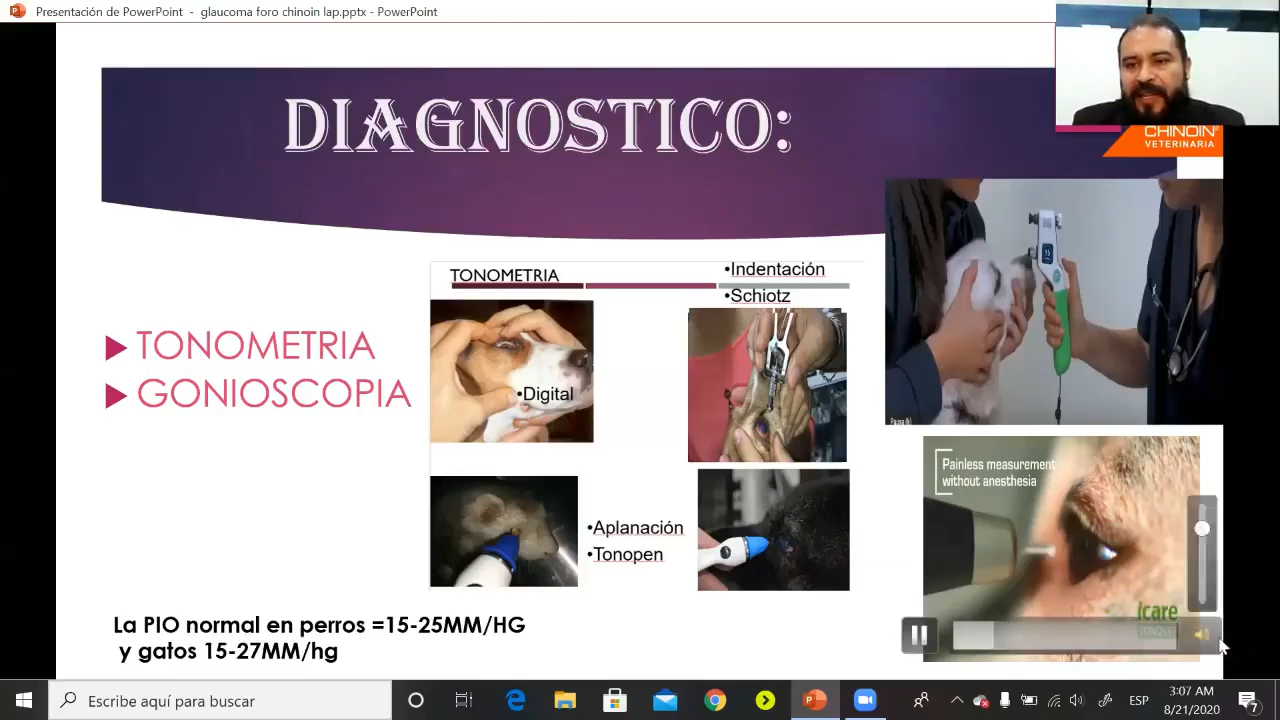 Presentación de PowerPoint - glaucoma foro chinoin lap.pptx - PowerPoint
DIAGNOSTICO:
CHINOIN®
VETERINARIA
TONOMETRIA
•Indentación
•Schiotz
15
TONOMETRIA
GONIOSCOPIA
•Digital
Painless measurement
without anesthesia
•Aplanación
•Tonopen
icare
La PIO normal en perros =15-25MM/HG
y gatos 15-27MM/hg
Escribe aquí para buscar
ESP
3:07 AM
8/21/2020
7